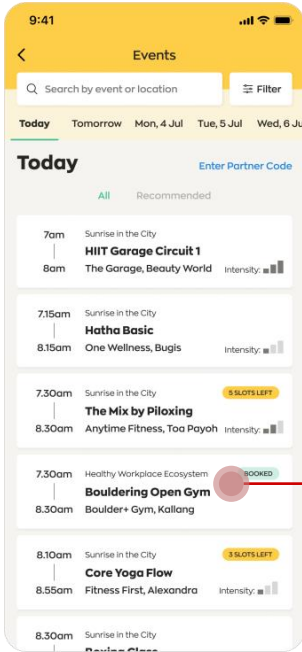 9:41
Events
Search by event or location
Filter
Today Tomorrow Mon, 4 Jul Tue, 5 Jul Wed, 6 Ju
Today
Enter Partner Code
All Recommended
7am Sunrise in the City
HIIT Garage Circuit 1
8am The Garage, Beauty World Intensity:
7.15am Sunrise in the City
Hatha Basic
8.15am One Wellness, Bugis Intensity:
7.30am Sunrise in the City 5 SLOTS LEFT
The Mix by Piloxing
8.30am Anytime Fitness, Toa Payoh Intensity:
7.30am Healthy Workplace Ecosystem BOOKED
Bouldering Open Gym
8.30am Boulder+ Gym, Kallang
8.10am Sunrise in the City 3 SLOTS LEFT
Core Yoga Flow
8.55am Fitness First, Alexandra Intensity:
8.30am Sunrise in the City
Boxing Class